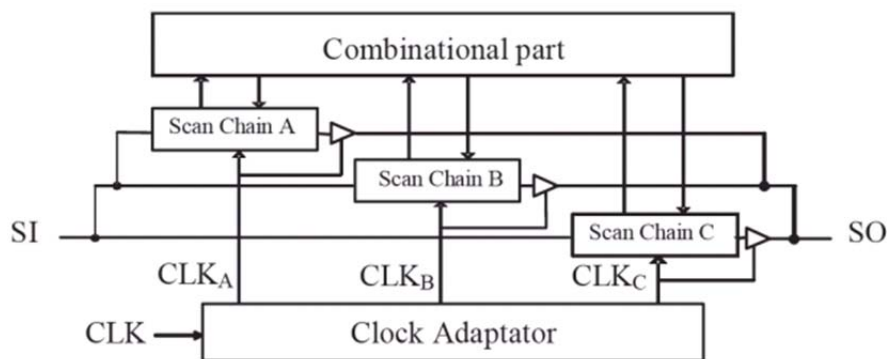 Combinational part
Scan Chain A
Scan Chain B
SI
Scan Chain C
SO
CLKA
CLKB
CLKC
CLK
Clock Adaptator